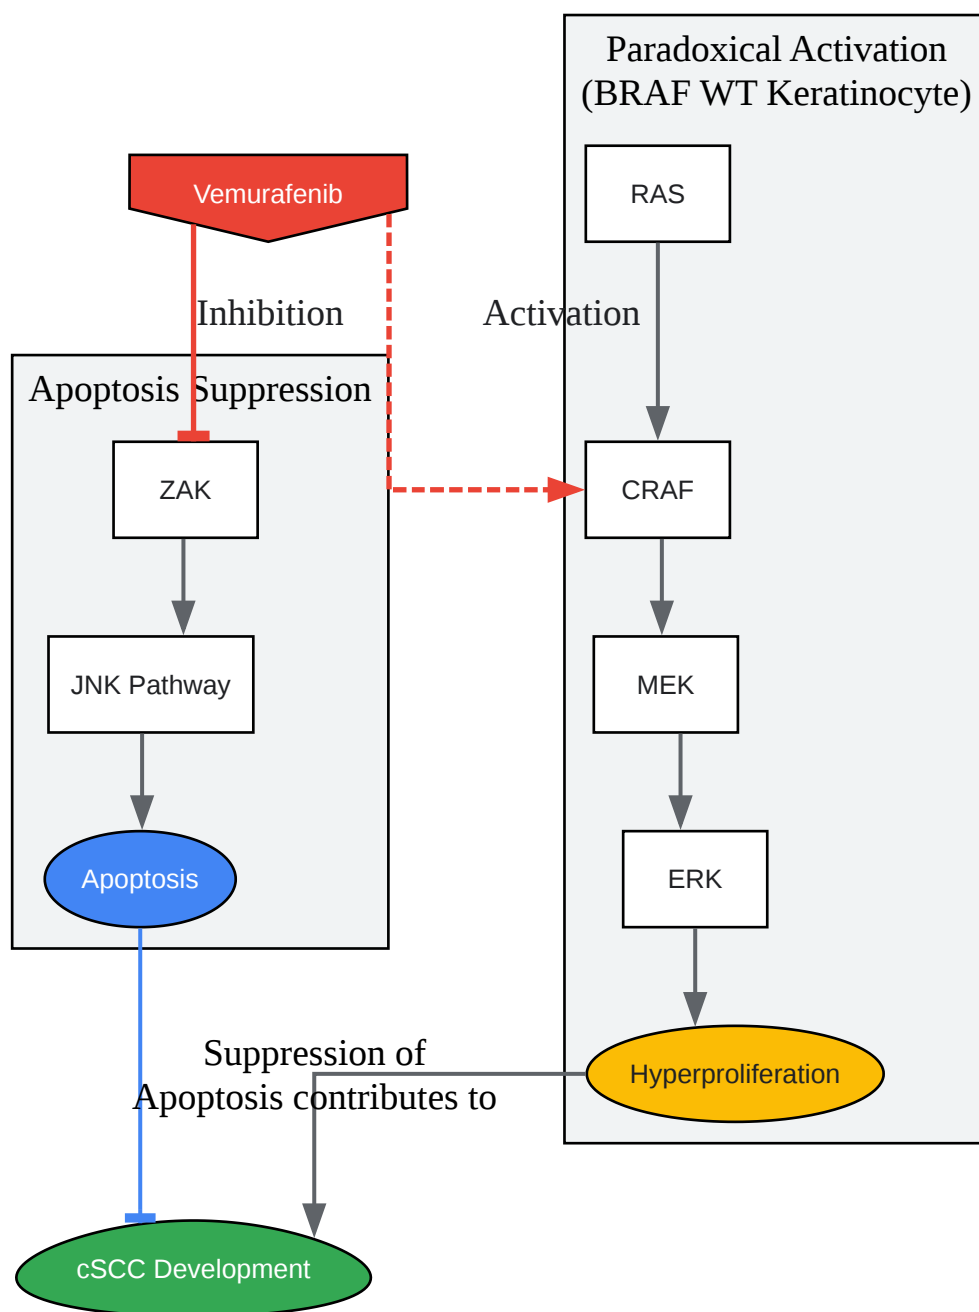 Paradoxical Activation
(BRAF WT Keratinocyte)
Vemurafenib
RAS
Inhibition
Activation
Apoptosis Suppression
ZAK
CRAF
JNK Pathway
MEK
Apoptosis
ERK
Suppression of
Apoptosis contributes to
Hyperproliferation
cSCC Development